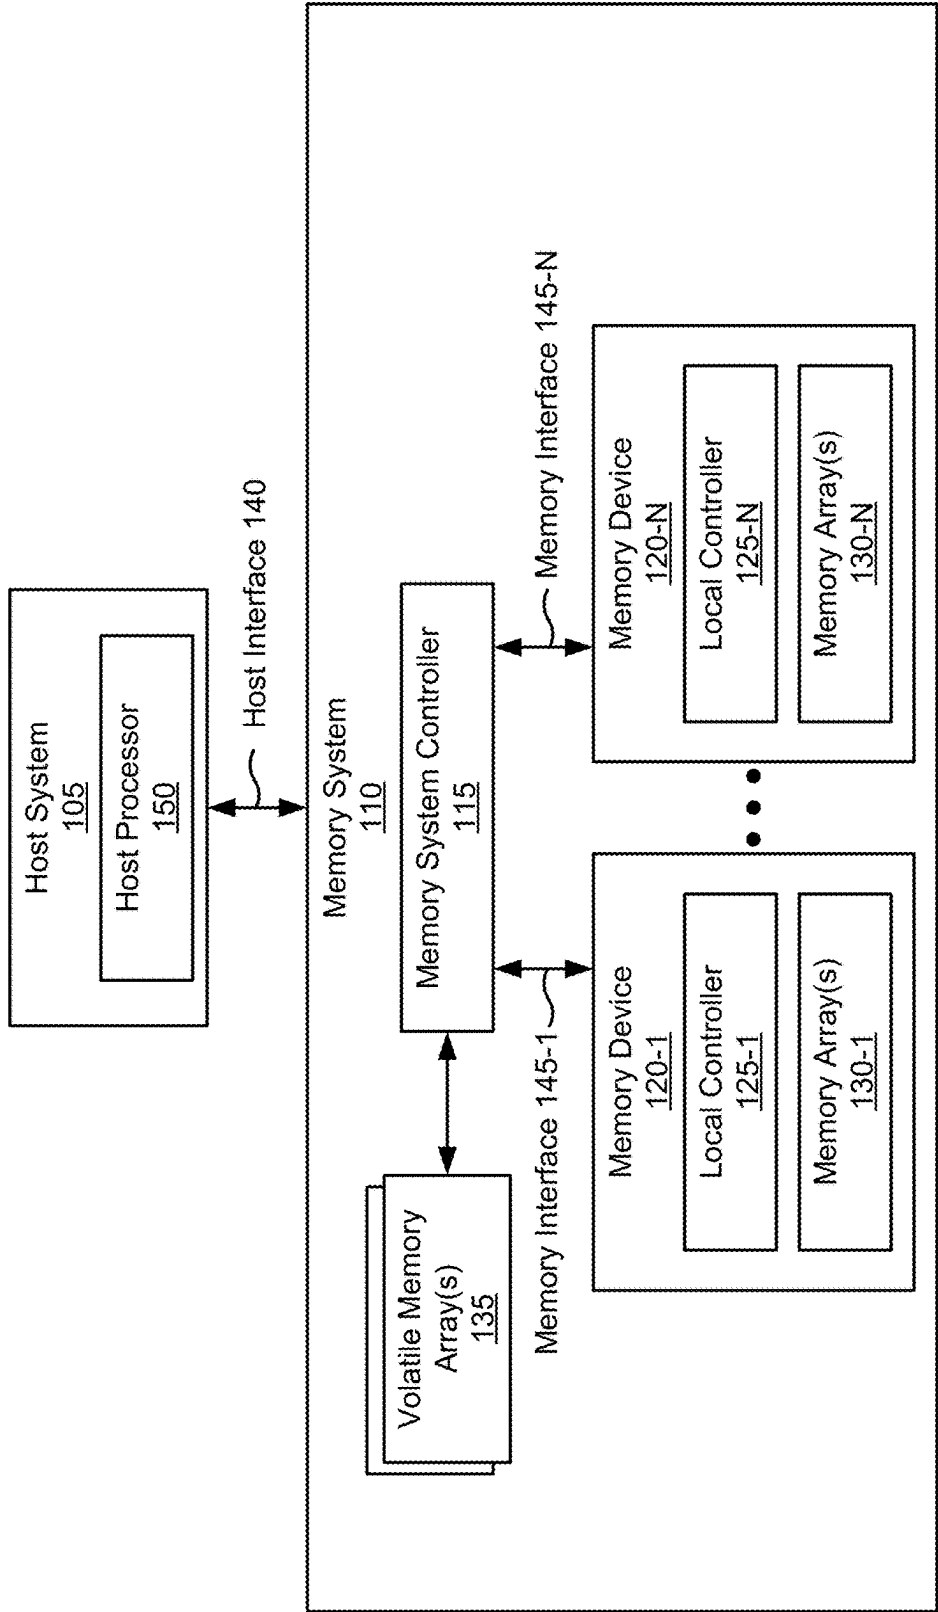 Host System
105
Host Processor
150
Host Interface 140
Memory System
110
Memory System Controller
115
Volatile Memory
Array(s)
135
Memory Interface 145-1
Memory Interface 145-N
Memory Device
120-1
Local Controller
125-1
Memory Array(s)
130-1
Memory Device
120-N
Local Controller
125-N
Memory Array(s)
130-N